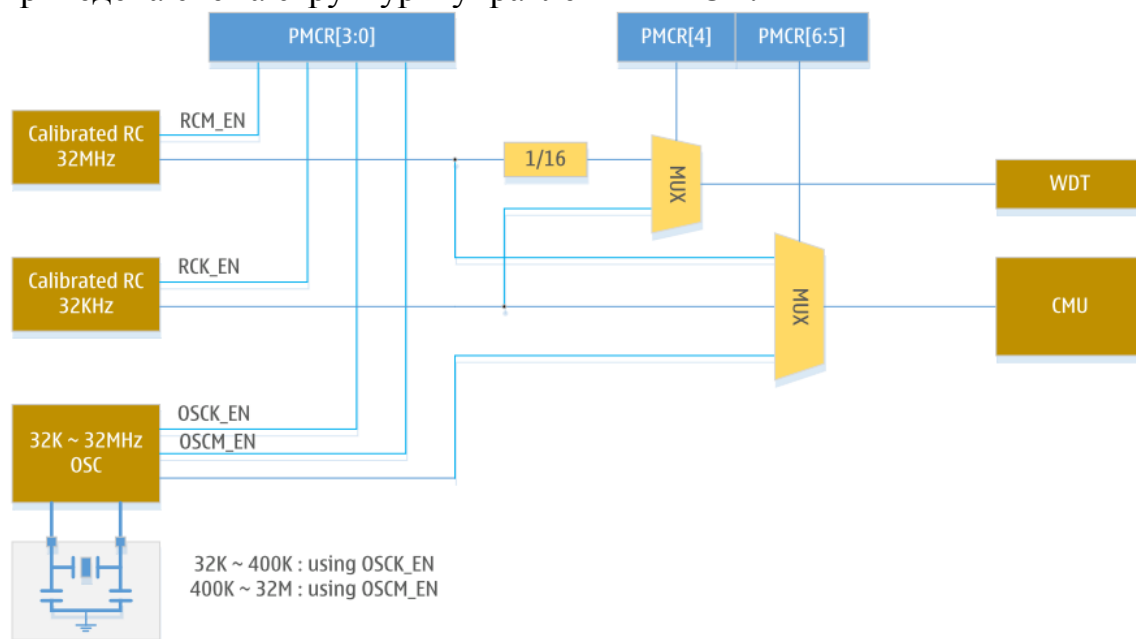 PMCR[3:0]
PMCR[4]
PMCR[6:5]
RCM_EN
Calibrated RC
32MHz
1/16
MUX
WDT
RCK_EN
Calibrated RC
32KHz
MUX
CMU
OSCK_EN
32K ~ 32MHz
OSC
OSCM_EN
32K ~ 400K : using OSCK_EN
400K ~ 32M : using OSCM_EN